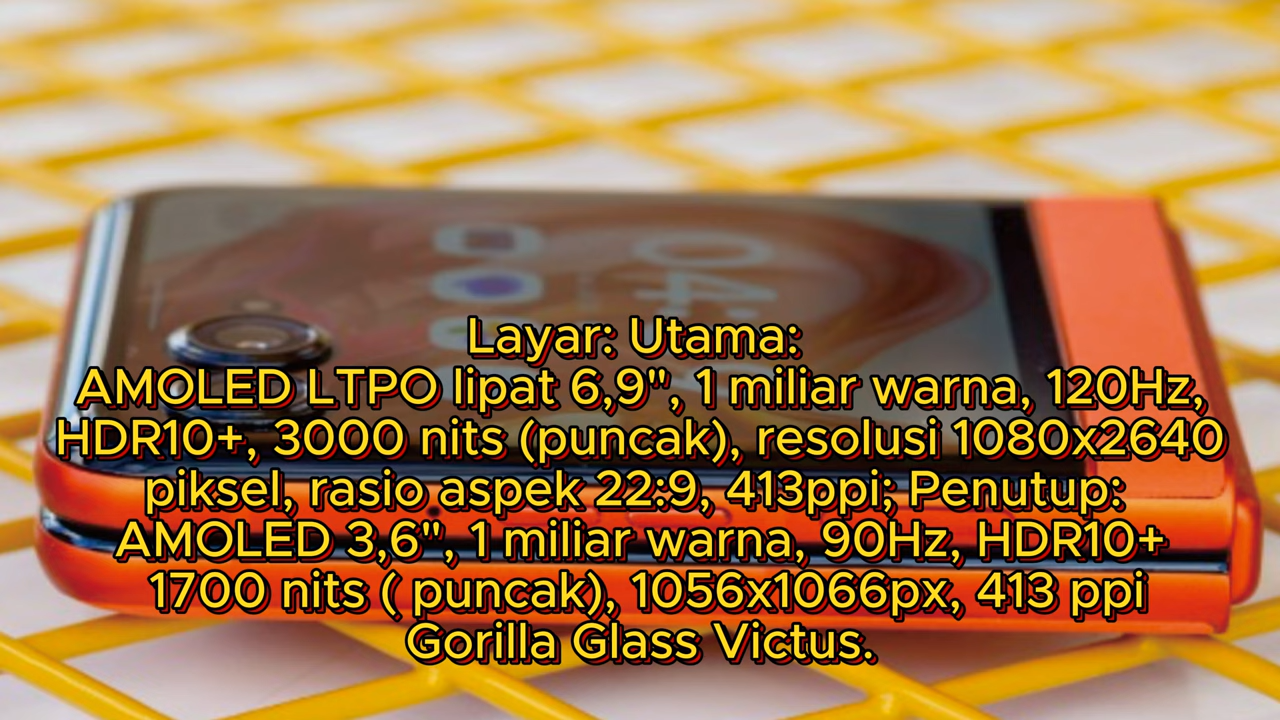 Layar: Utama:
AMOLED LTPO lipat 6,9", 1 miliar warna, 120Hz,
HDR10+, 3000 nits (puncak), resolusi 1080x2640
piksel, rasio aspek 22:9, 413ppi; Penutup:
AMOLED 3,6", 1 miliar warna, 90Hz, HDR10+
1700 nits ( puncak), 1056x1066px, 413 ppi
Gorilla Glass Victus.